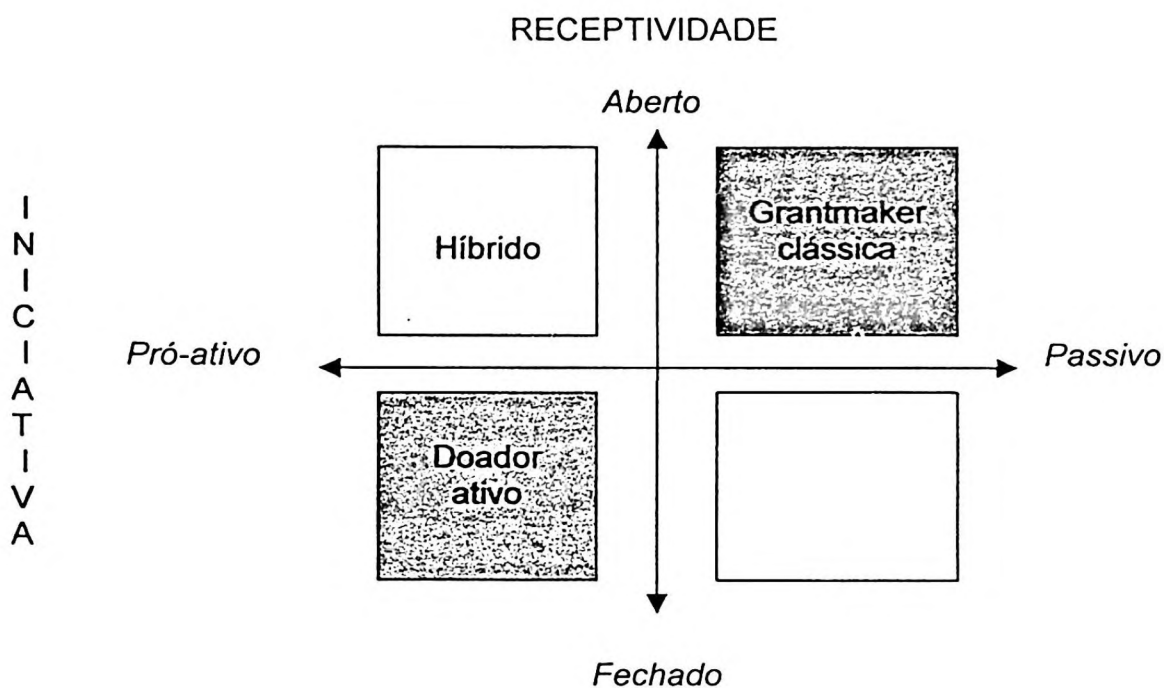 RECEPTIVIDADE
Aberto
INICIATIVA
Híbrido
Grantmaker
clássica
Pró-ativo
Passivo
Doador
ativo
Fechado